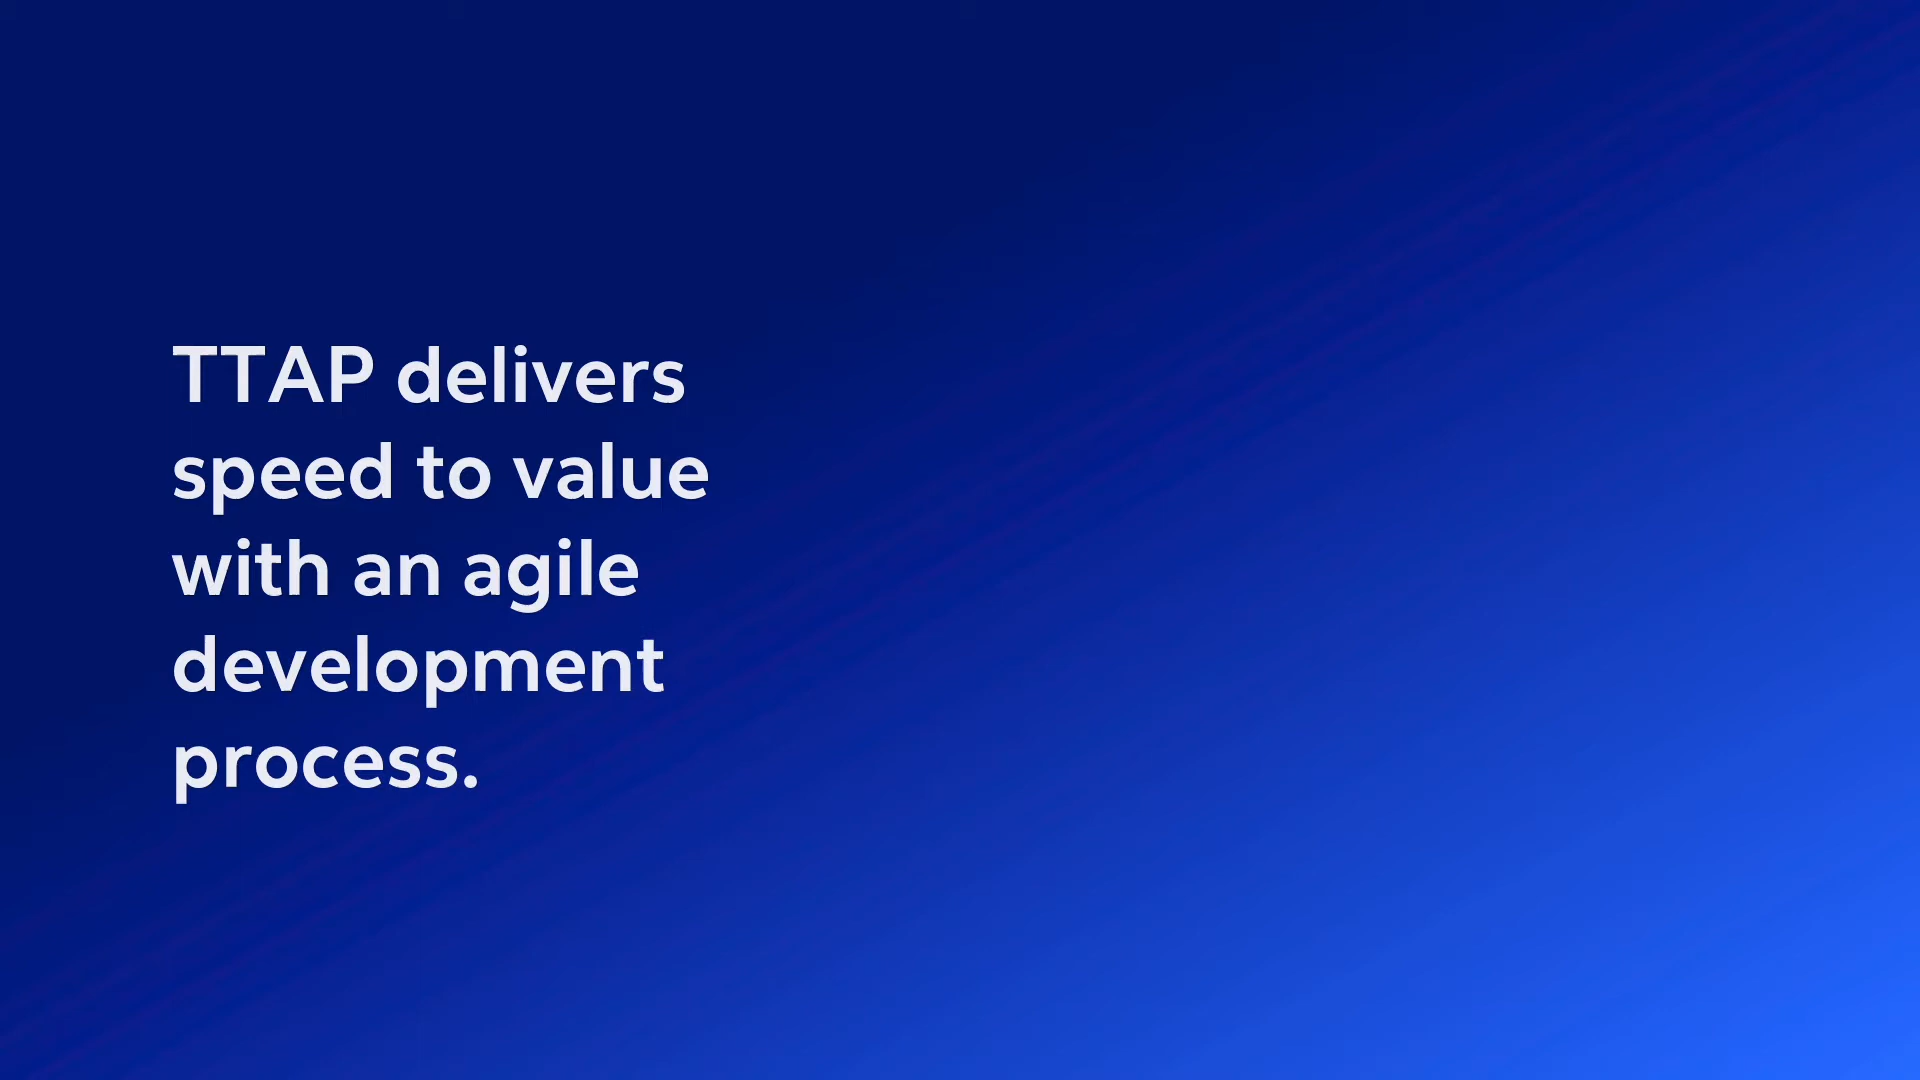 TTAP delivers
speed to value
with an agile
development
process.